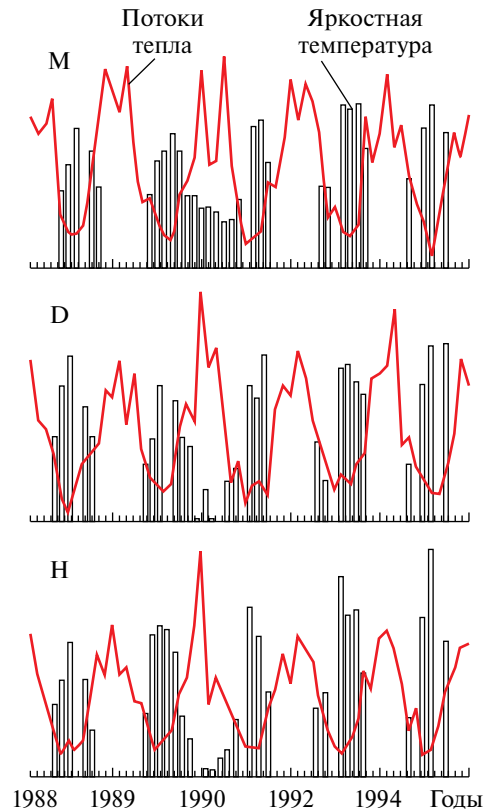 Потоки
тепла
Яркостная
температура
М
D
Н
1988 1989 1990 1992 1994 Годы